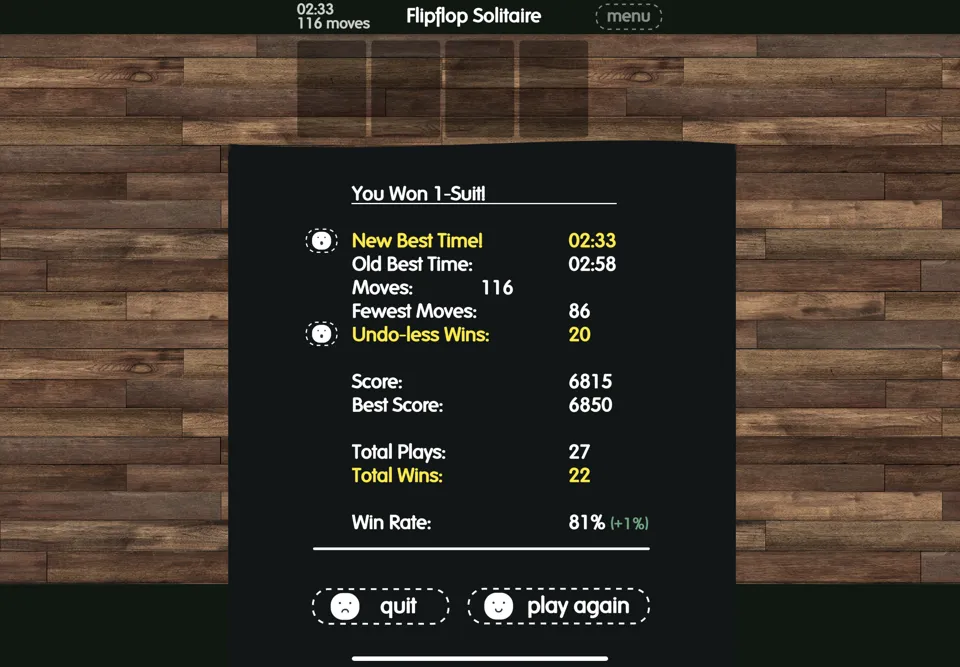 02:33
116 moves
Flipflop Solitaire
menu
You Won 1-Suit!
New Best Time! 02:33
Old Best Time: 02:58
Moves: 116
Fewest Moves: 86
Undo-less Wins: 20
Score: 6815
Best Score: 6850
Total Plays: 27
Total Wins: 22
Win Rate: 81% (+1%)
quit
play again